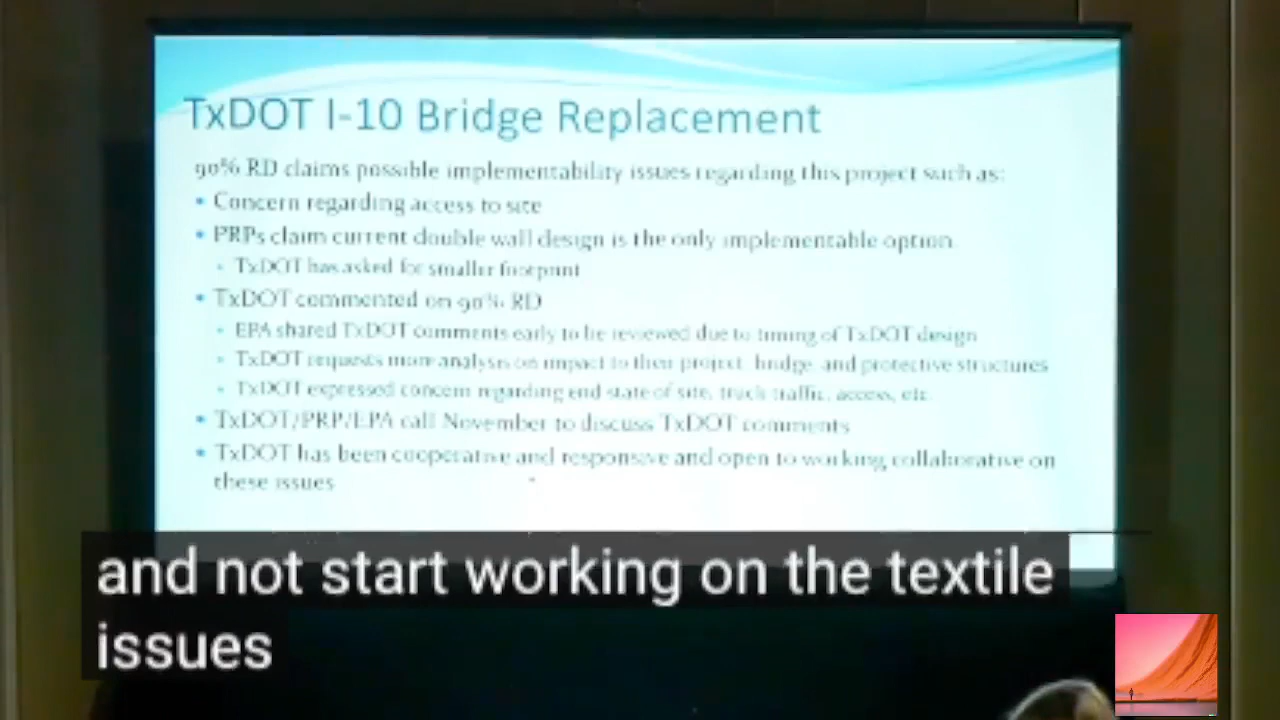 TxDOT I-10 Bridge Replacement
90% RD claims possible implementability issues regarding this project such as:
• Concern regarding access to site
• PRPs claim current double wall design is the only implementable option
• TxDOT has asked for smaller footprint
• TxDOT commented on 90% RD
• EPA shared TxDOT comments early to be reviewed due to timing of TxDOT design
• TxDOT requests more analysis on impact to their project, bridge, and protective structures
• TxDOT expressed concern regarding end state of site, truck traffic, access, etc.
• TxDOT/PRP/EPA call November to discuss TxDOT comments
• TxDOT has been cooperative and responsive and open to working collaborative on
these issues
and not start working on the textile
issues